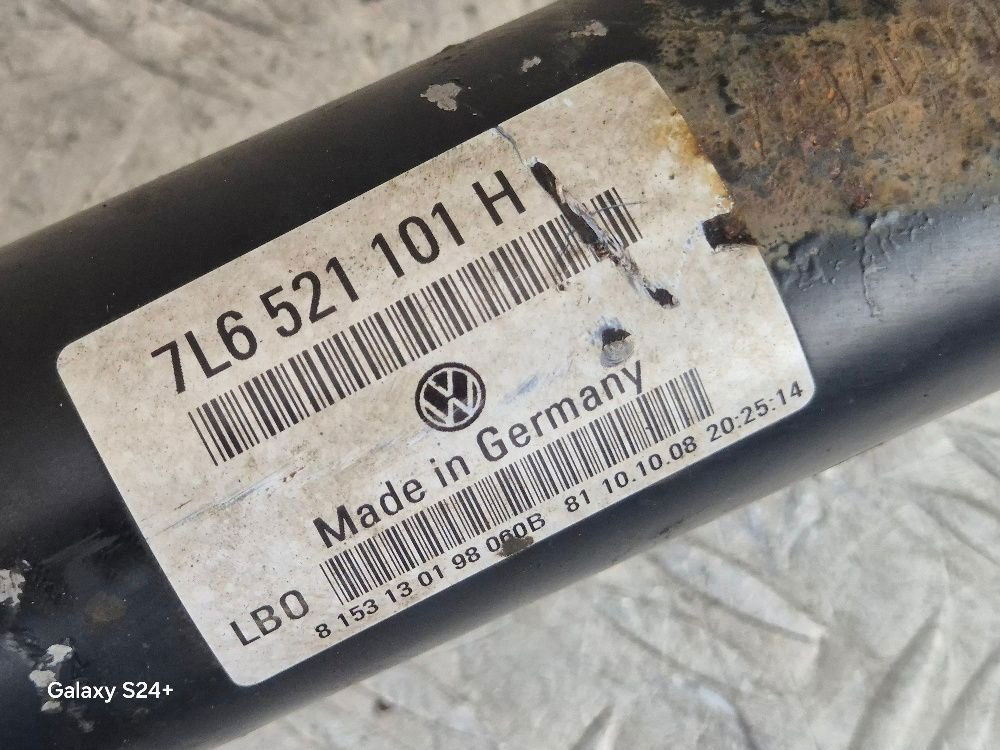 7L6 521 101 H
Made in Germany
LB0
8 153 13 01 98 060B 81 10.10.08 20:25:14
Galaxy S24+